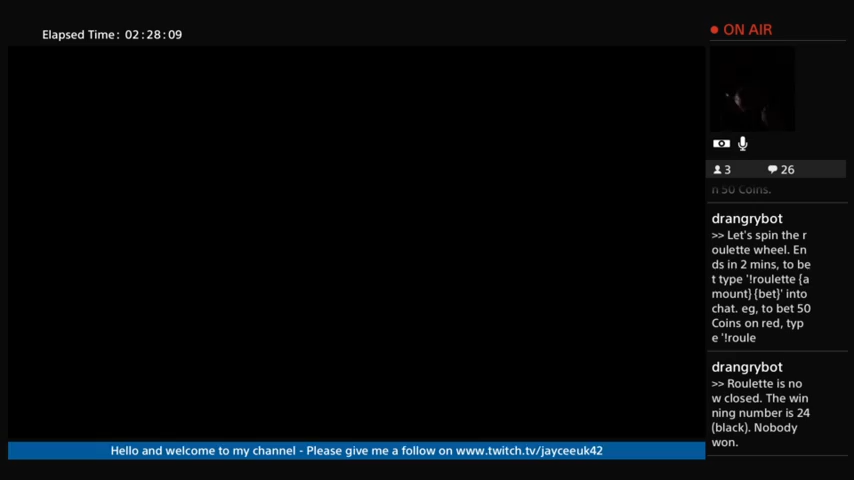 Elapsed Time: 02:28:09
ON AIR
3 26
n 50 Coins.
drangrybot
>> Let's spin the r
oulette wheel. En
ds in 2 mins, to be
t type '!roulette {a
mount} {bet}' into
chat. eg, to bet 50
Coins on red, typ
e '!roule
drangrybot
>> Roulette is no
w closed. The win
ning number is 24
(black). Nobody
won.
Hello and welcome to my channel - Please give me a follow on www.twitch.tv/jayceeuk42